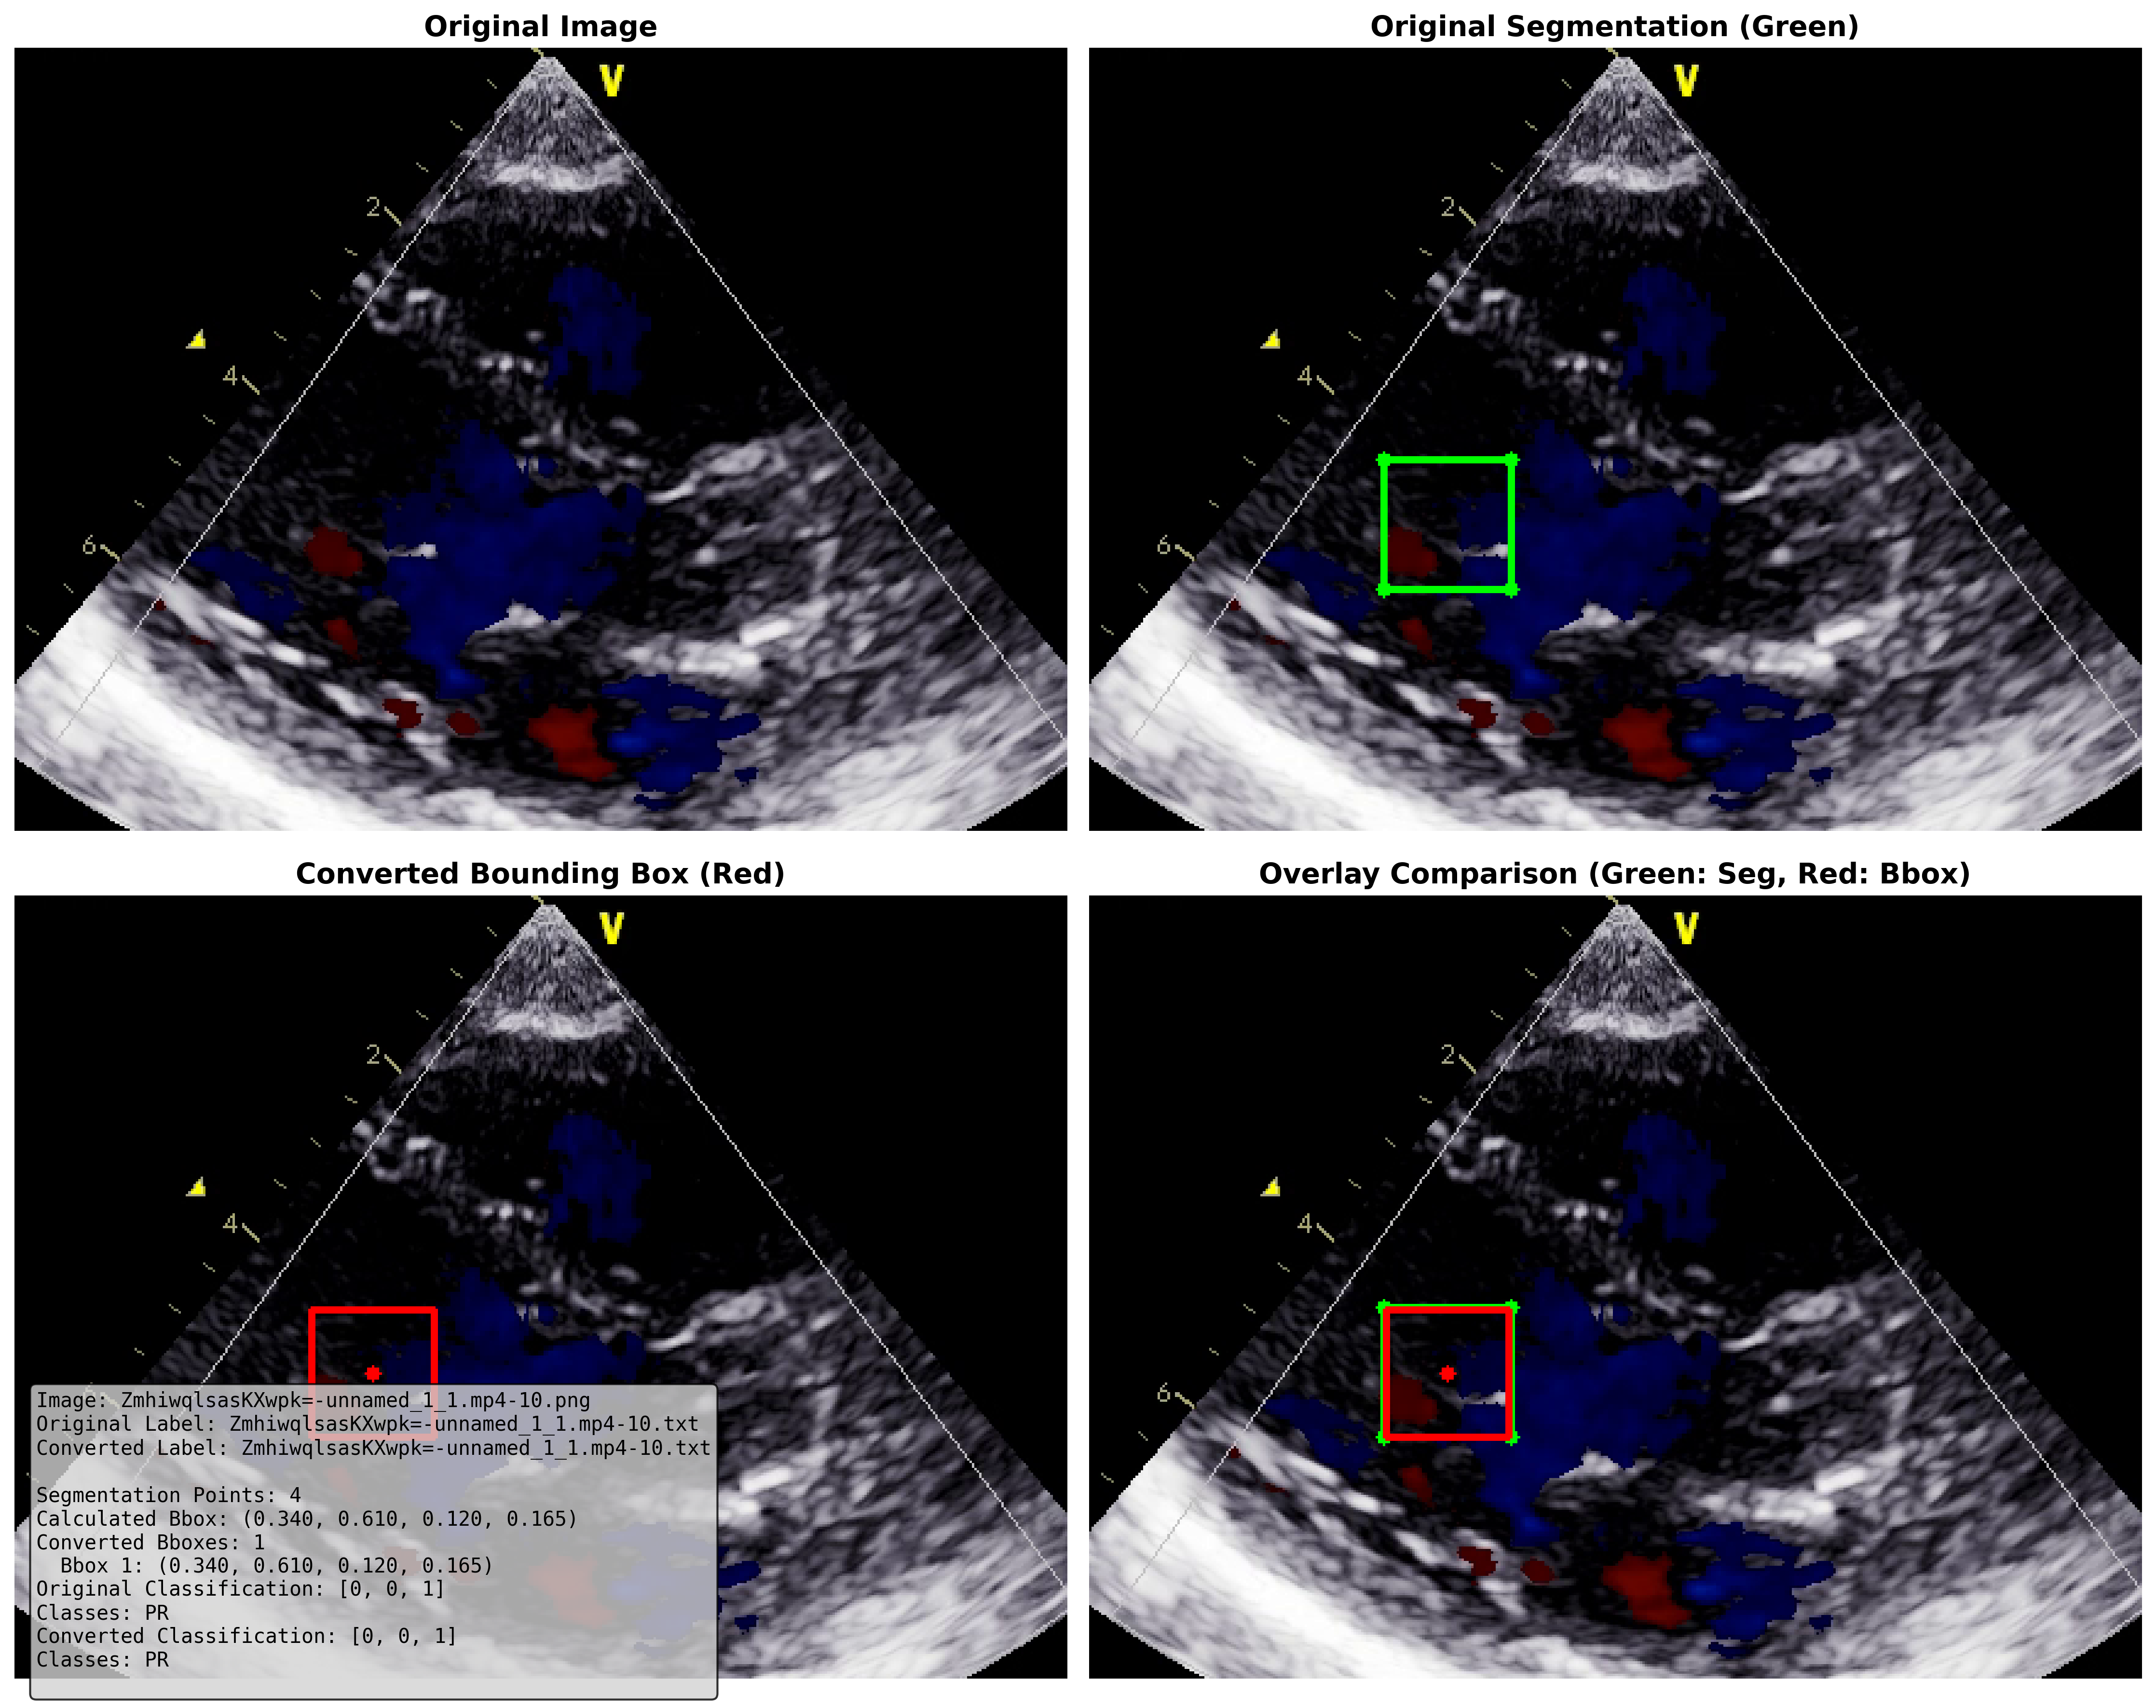 Original Image
Original Segmentation (Green)
V
2
4
6
V
2
4
6
Converted Bounding Box (Red)
Overlay Comparison (Green: Seg, Red: Bbox)
V
2
4
V
2
4
6
Image: ZmhiwqlsasKXwpk=-unnamed_1_1.mp4-10.png
Original Label: ZmhiwqlsasKXwpk=-unnamed_1_1.mp4-10.txt
Converted Label: ZmhiwqlsasKXwpk=-unnamed_1_1.mp4-10.txt
Segmentation Points: 4
Calculated Bbox: (0.340, 0.610, 0.120, 0.165)
Converted Bboxes: 1
Bbox 1: (0.340, 0.610, 0.120, 0.165)
Original Classification: [0, 0, 1]
Classes: PR
Converted Classification: [0, 0, 1]
Classes: PR